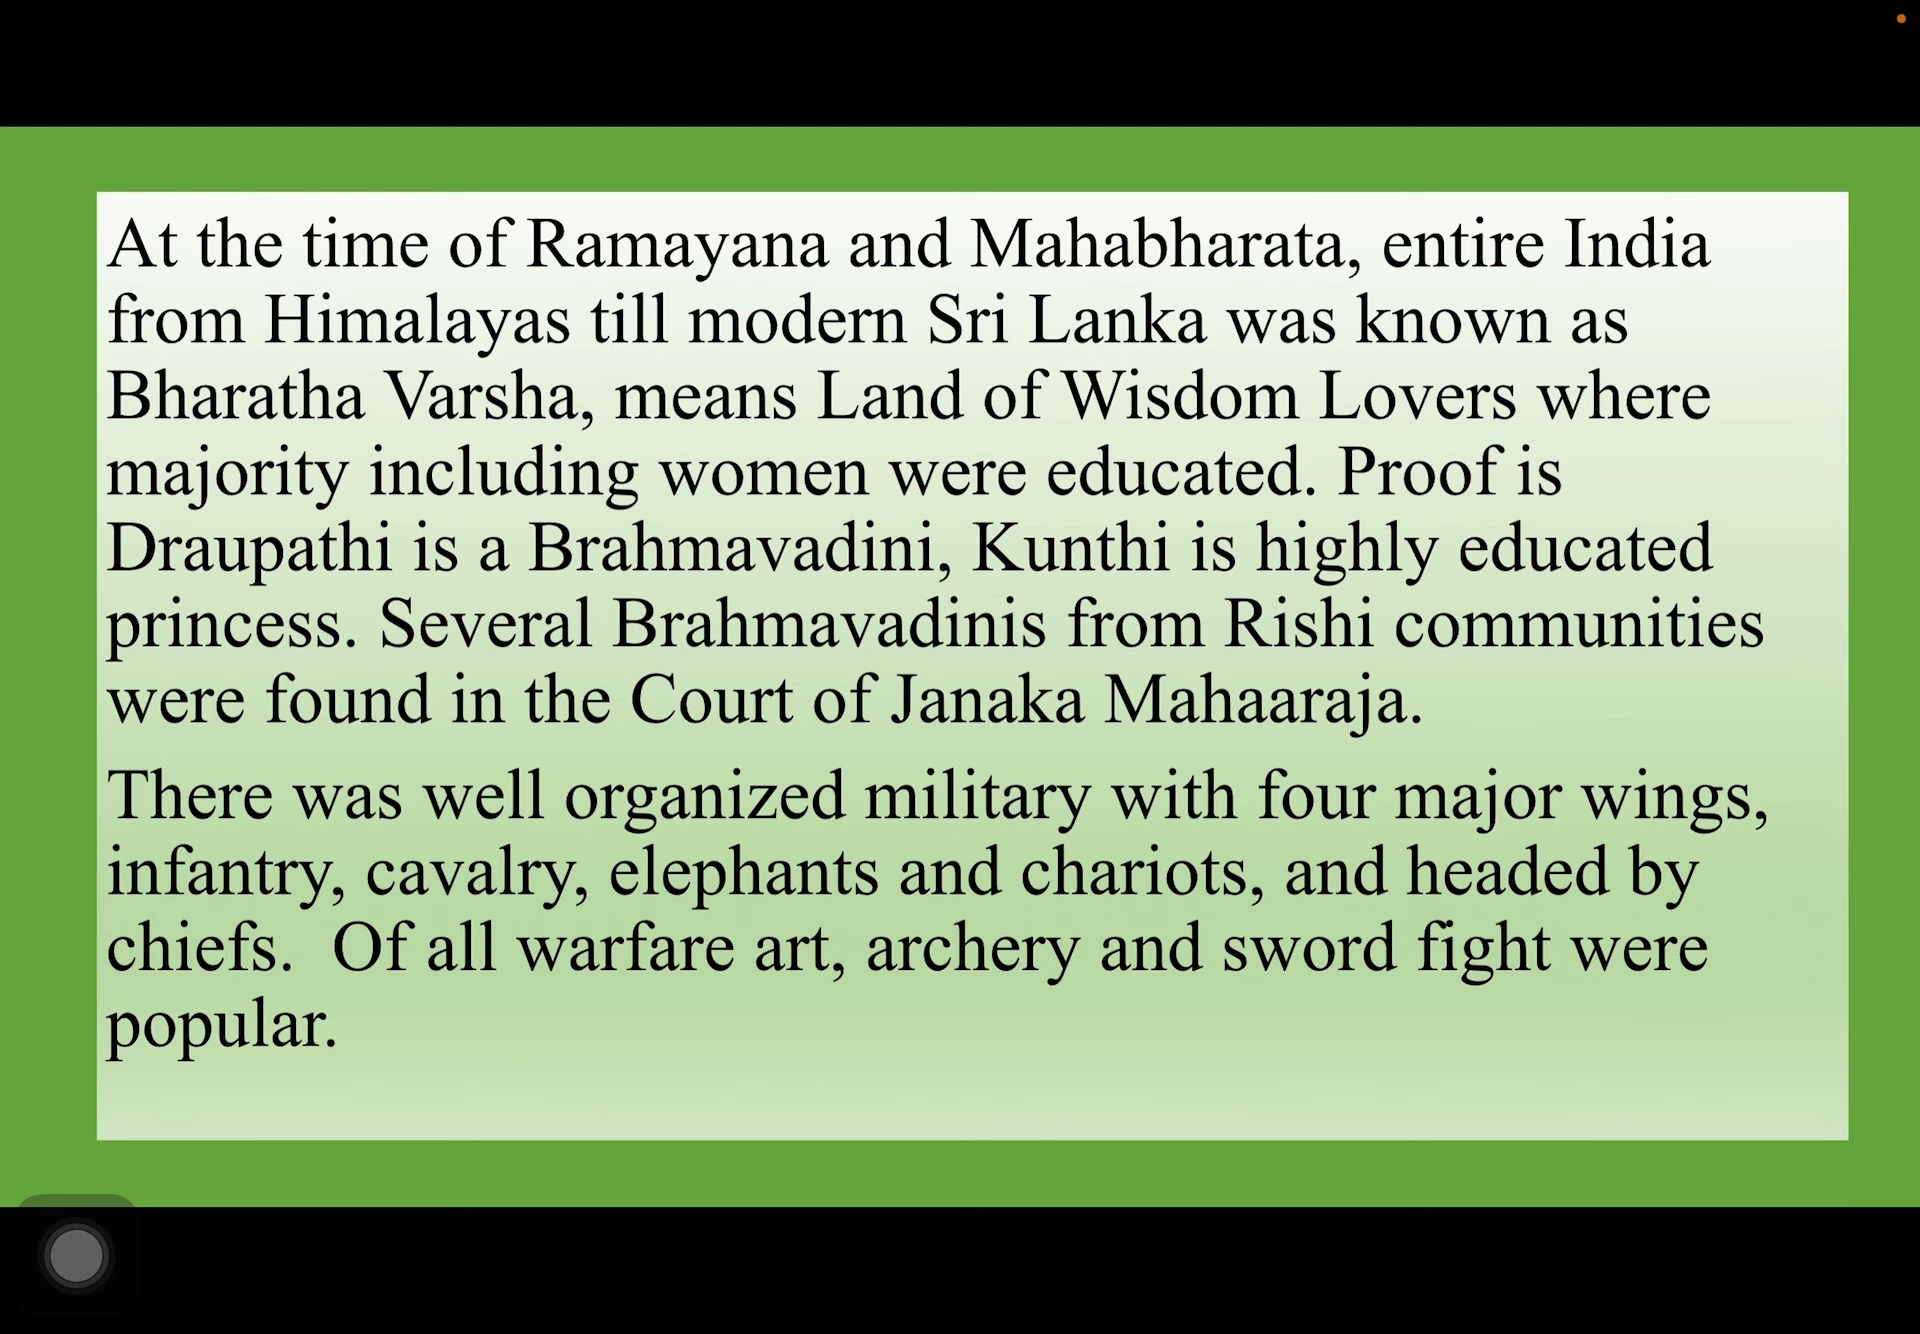 At the time of Ramayana and Mahabharata, entire India
from Himalayas till modern Sri Lanka was known as
Bharatha Varsha, means Land of Wisdom Lovers where
majority including women were educated. Proof is
Draupathi is a Brahmavadini, Kunthi is highly educated
princess. Several Brahmavadinis from Rishi communities
were found in the Court of Janaka Mahaaraja.
There was well organized military with four major wings,
infantry, cavalry, elephants and chariots, and headed by
chiefs.  Of all warfare art, archery and sword fight were
popular.